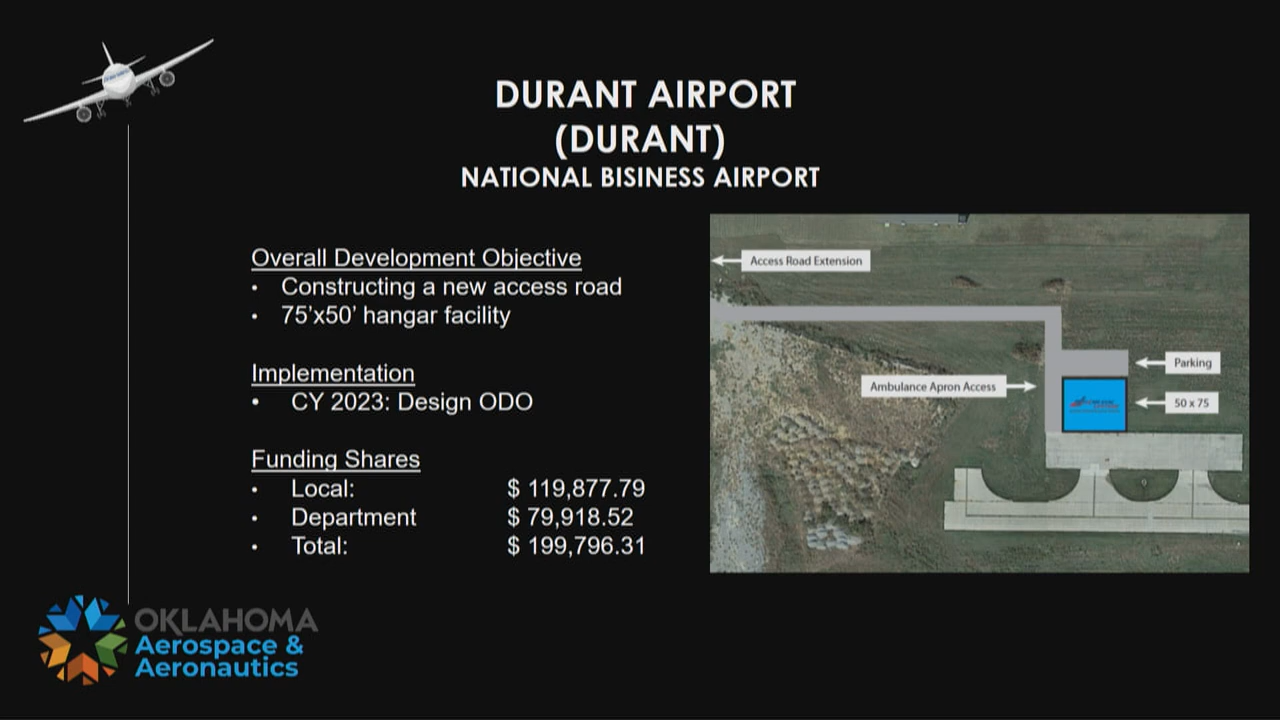 DURANT AIRPORT
(DURANT)
NATIONAL BISINESS AIRPORT
Overall Development Objective
• Constructing a new access road
• 75’x50’ hangar facility
Implementation
• CY 2023: Design ODO
Funding Shares
• Local: $ 119,877.79
• Department $ 79,918.52
• Total: $ 199,796.31
Access Road Extension
Parking
Ambulance Apron Access
50 x 75
OKLAHOMA
Aerospace &
Aeronautics